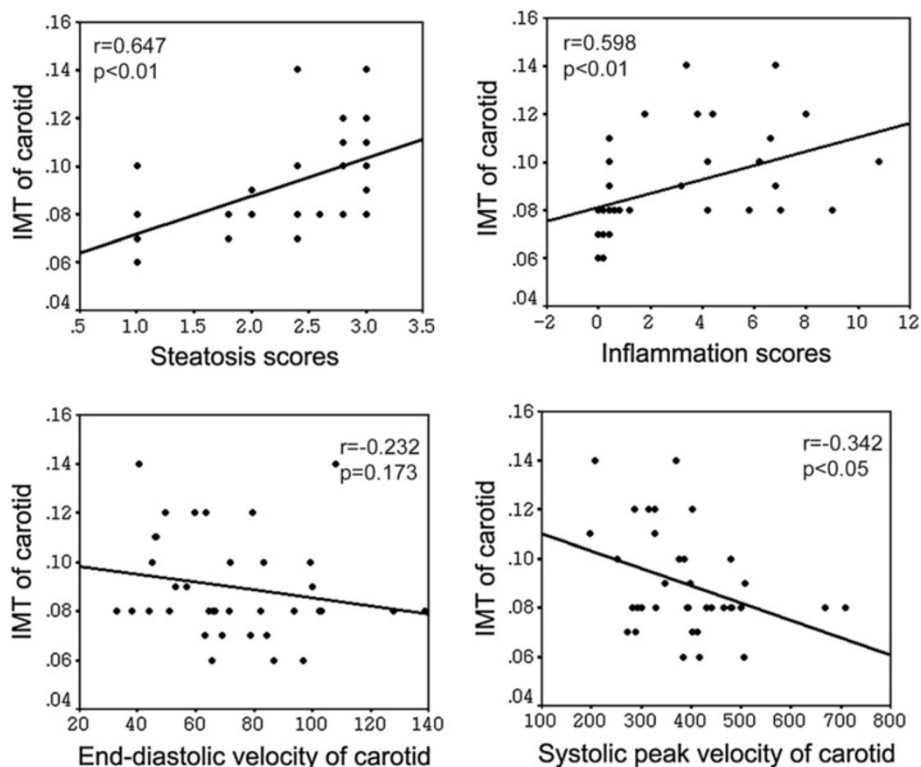 r=0.647
p<0.01
IMT of carotid
.16
.14
.12
.10
.08
.06
.04
.5 1.0 1.5 2.0 2.5 3.0 3.5
Steatosis scores
r=0.598
p<0.01
IMT of carotid
.16
.14
.12
.10
.08
.06
.04
-2 0 2 4 6 8 10 12
Inflammation scores
r=-0.232
p=0.173
IMT of carotid
.16
.14
.12
.10
.08
.06
.04
20 40 60 80 100 120 140
End-diastolic velocity of carotid
r=-0.342
p<0.05
IMT of carotid
.16
.14
.12
.10
.08
.06
.04
100 200 300 400 500 600 700 800
Systolic peak velocity of carotid